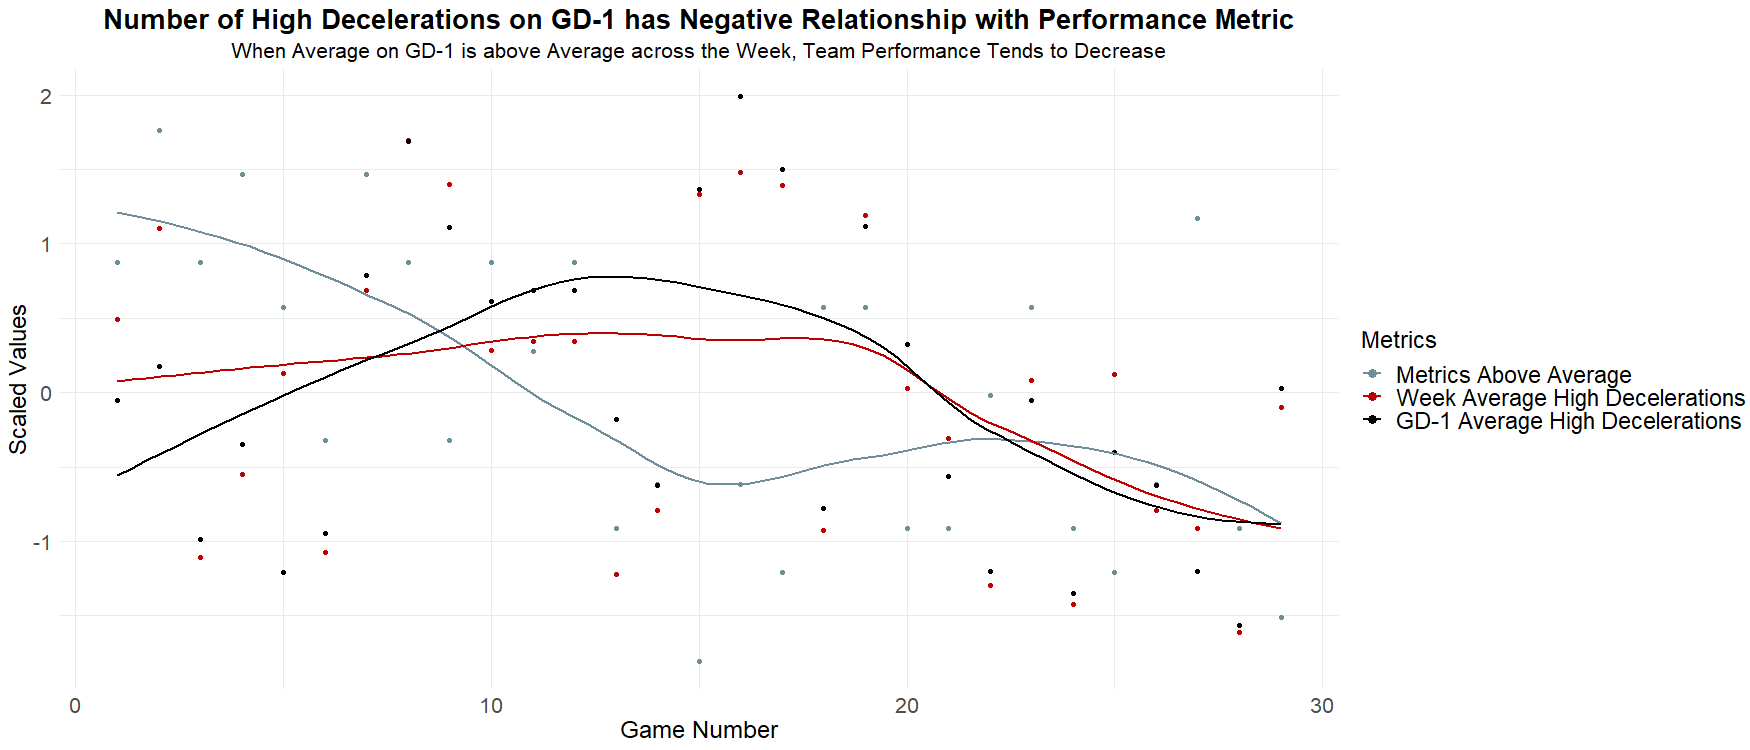 Number of High Decelerations on GD-1 has Negative Relationship with Performance Metric
When Average on GD-1 is above Average across the Week, Team Performance Tends to Decrease
2
1
0
-1
Scaled Values
0
10
20
30
Game Number
Metrics
Metrics Above Average
Week Average High Decelerations
GD-1 Average High Decelerations